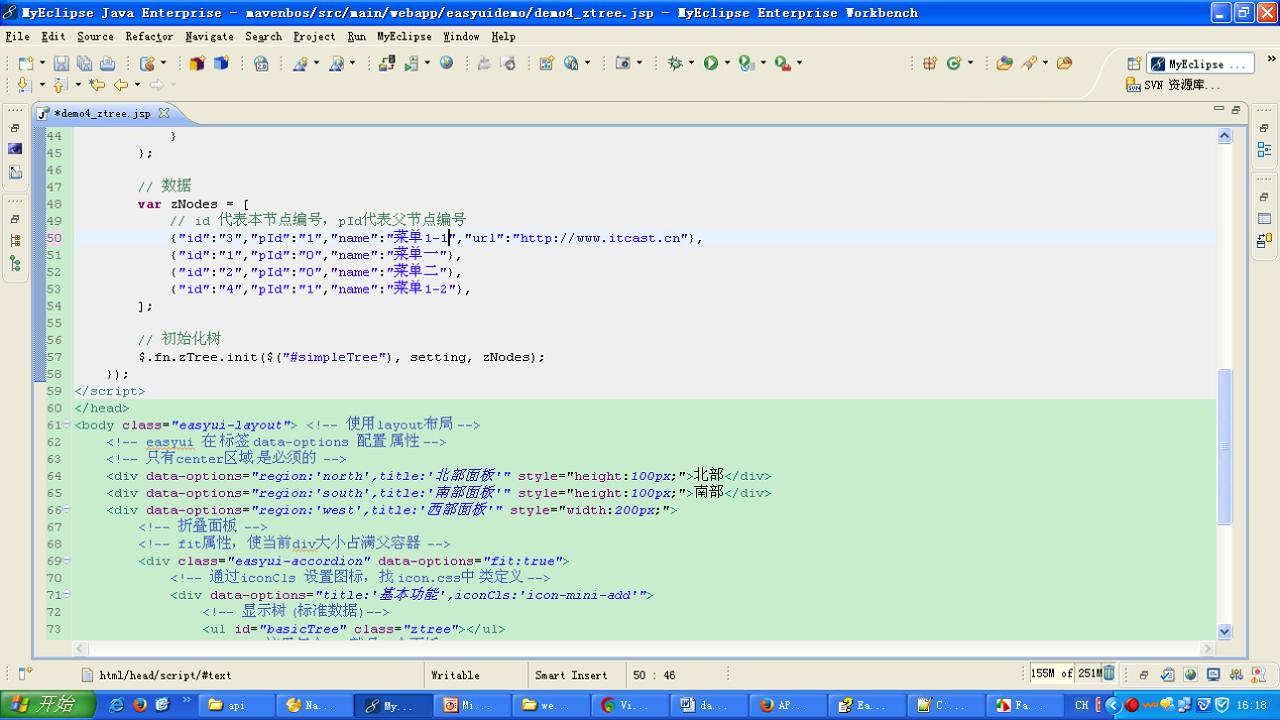 MyEclipse Java Enterprise - mavenbos/src/main/webapp/easyuidemo/demo4_ztree.jsp - MyEclipse Enterprise Workbench
File Edit Source Refactor Navigate Search Project Run MyEclipse Window Help
MyEclipse ...
SVN 资源库...
*demo4_ztree.jsp
44 }
45 };
46
47 // 数据
48 var zNodes = [
49 // id 代表本节点编号，pId代表父节点编号
50 {"id":"3","pId":"1","name":"菜单1-1","url":"http://www.itcast.cn"},
51 {"id":"1","pId":"0","name":"菜单一"},
52 {"id":"2","pId":"0","name":"菜单二"},
53 {"id":"4","pId":"1","name":"菜单1-2"},
54 ];
55
56 // 初始化树
57 $.fn.zTree.init($("#simpleTree"), setting, zNodes);
58 });
59 </script>
60 </head>
61 <body class="easyui-layout"> <!-- 使用layout布局 -->
62 <!-- easyui 在标签 data-options 配置属性 -->
63 <!-- 只有center区域 是必须的 -->
64 <div data-options="region:'north',title:'北部面板'" style="height:100px;">北部</div>
65 <div data-options="region:'south',title:'南部面板'" style="height:100px;">南部</div>
66 <div data-options="region:'west',title:'西部面板'" style="width:200px;">
67 <!-- 折叠面板 -->
68 <!-- fit属性，使当前div大小占满父容器 -->
69 <div class="easyui-accordion" data-options="fit:true">
70 <!-- 通过iconCls 设置图标，找 icon.css中 类定义 -->
71 <div data-options="title:'基本功能',iconCls:'icon-mini-add'">
72 <!-- 显示树 (标准数据) -->
73 <ul id="basicTree" class="ztree"></ul>
html/head/script/#text
Writable
Smart Insert
50 : 46
155M of 251M
开始
api
Na...
My...
Mi...
we...
Vi...
da...
AP...
Ea...
C:...
Fa...
CH
16:18